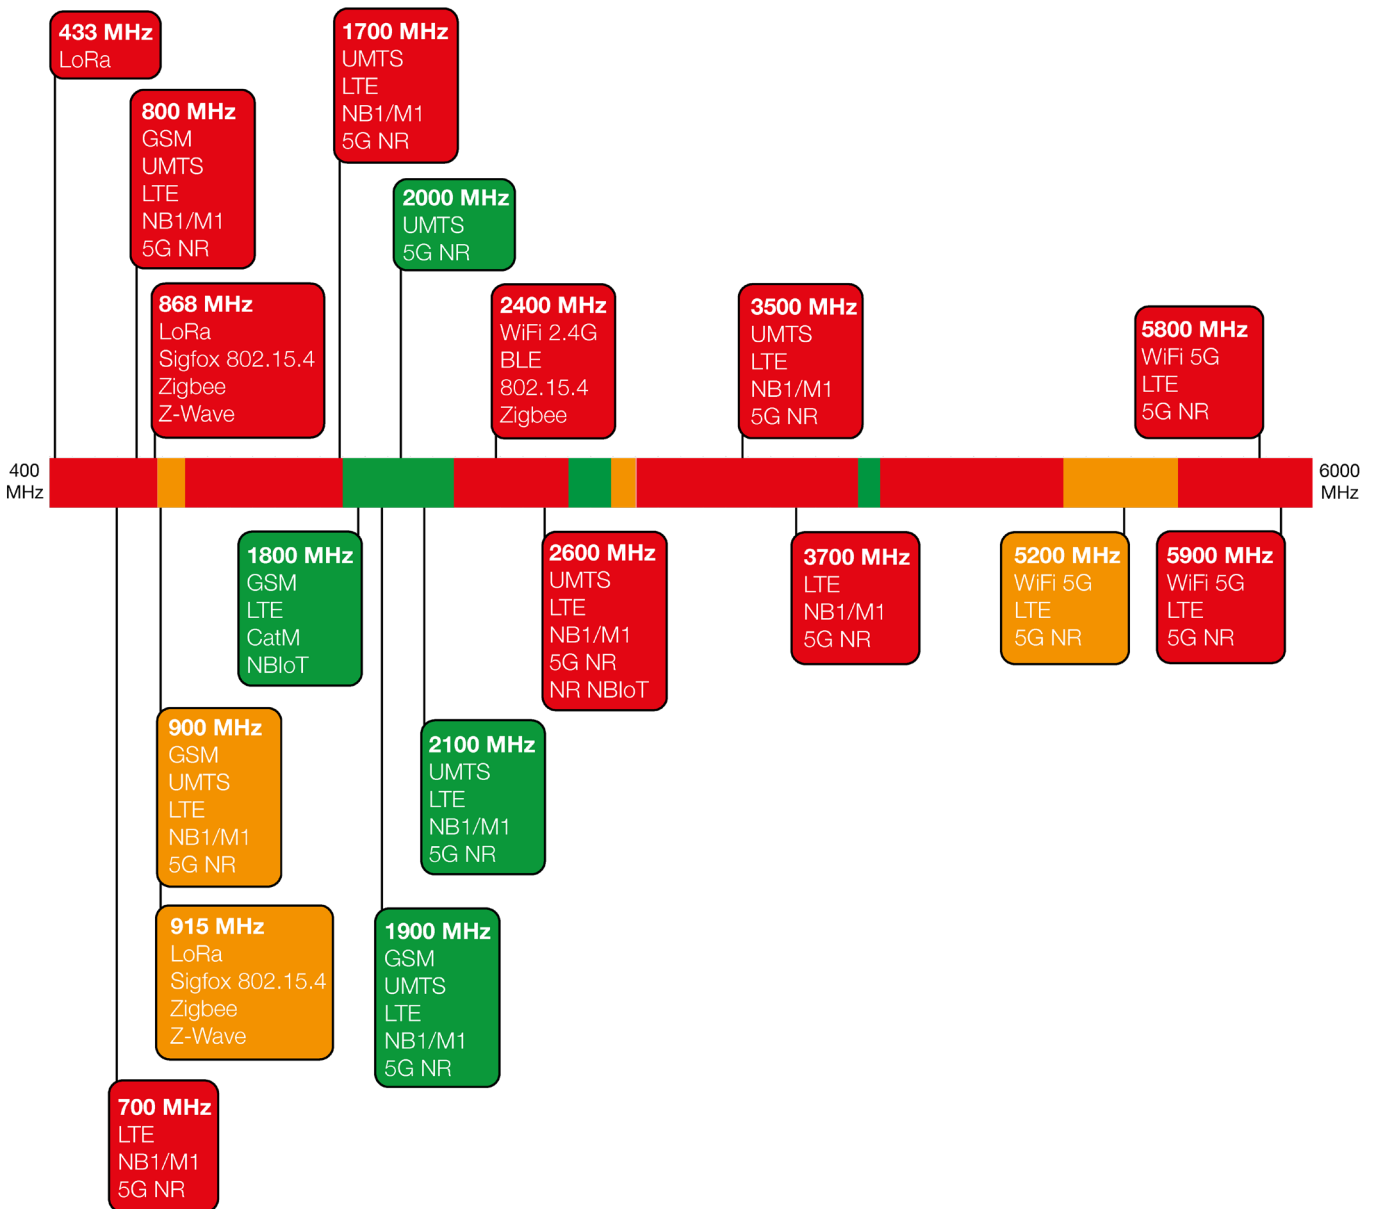 433 MHz
LoRa
1700 MHz
UMTS
LTE
NB1/M1
5G NR
800 MHz
GSM
UMTS
LTE
NB1/M1
5G NR
2000 MHz
UMTS
5G NR
868 MHz
LoRa
Sigfox 802.15.4
Zigbee
Z-Wave
2400 MHz
WiFi 2.4G
BLE
802.15.4
Zigbee
3500 MHz
UMTS
LTE
NB1/M1
5G NR
5800 MHz
WiFi 5G
LTE
5G NR
400
MHz
6000
MHz
1800 MHz
GSM
LTE
CatM
NBIoT
2600 MHz
UMTS
LTE
NB1/M1
5G NR
NR NBIoT
3700 MHz
LTE
NB1/M1
5G NR
5200 MHz
WiFi 5G
LTE
5G NR
5900 MHz
WiFi 5G
LTE
5G NR
900 MHz
GSM
UMTS
LTE
NB1/M1
5G NR
2100 MHz
UMTS
LTE
NB1/M1
5G NR
915 MHz
LoRa
Sigfox 802.15.4
Zigbee
Z-Wave
1900 MHz
GSM
UMTS
LTE
NB1/M1
5G NR
700 MHz
LTE
NB1/M1
5G NR